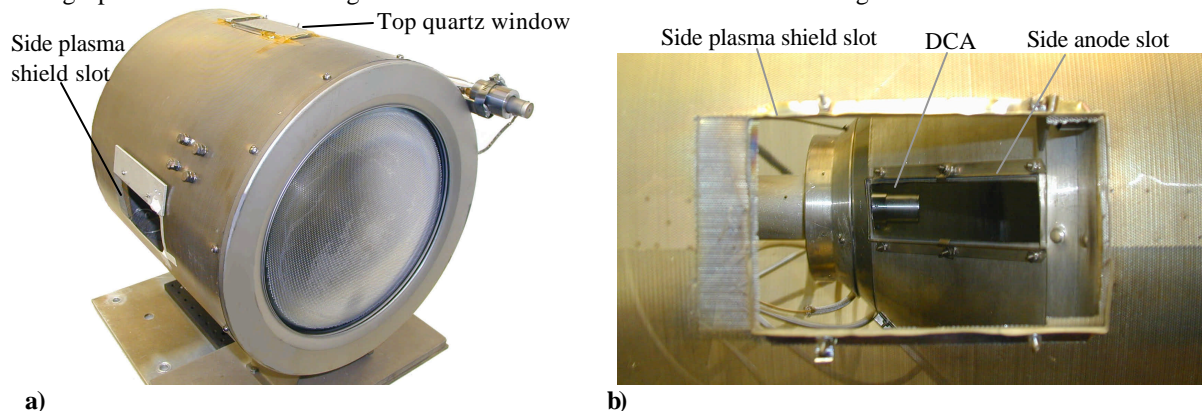 Top quartz window
Side plasma
shield slot
Side plasma shield slot
DCA
Side anode slot
a)
b)